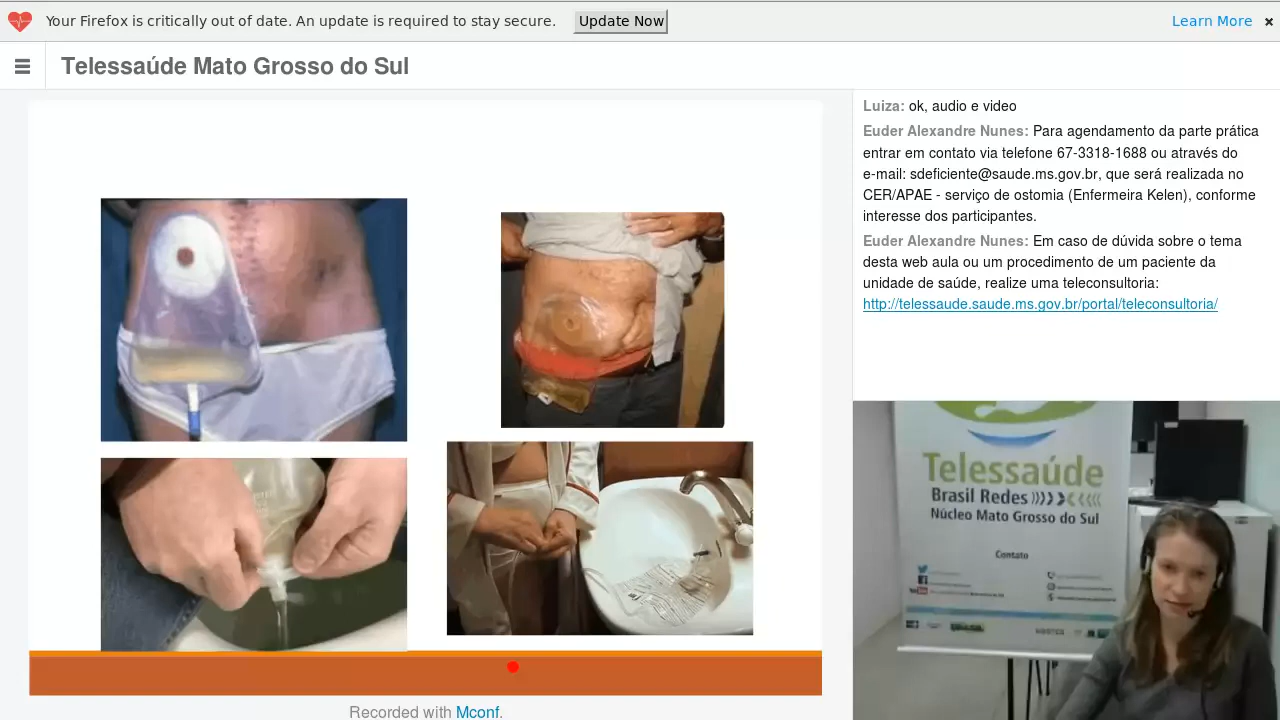 Your Firefox is critically out of date. An update is required to stay secure.
Update Now
Learn More
Telessaúde Mato Grosso do Sul
Luiza: ok, audio e video
Euder Alexandre Nunes: Para agendamento da parte prática
entrar em contato via telefone 67-3318-1688 ou através do
e-mail: sdeficiente@saude.ms.gov.br, que será realizada no
CER/APAE - serviço de ostomia (Enfermeira Kelen), conforme
interesse dos participantes.
Euder Alexandre Nunes: Em caso de dúvida sobre o tema
desta web aula ou um procedimento de um paciente da
unidade de saúde, realize uma teleconsultoria:
http://telessaude.saude.ms.gov.br/portal/teleconsultoria/
Telessaúde
Brasil Redes
Núcleo Mato Grosso do Sul
Contato
Recorded with Mconf.